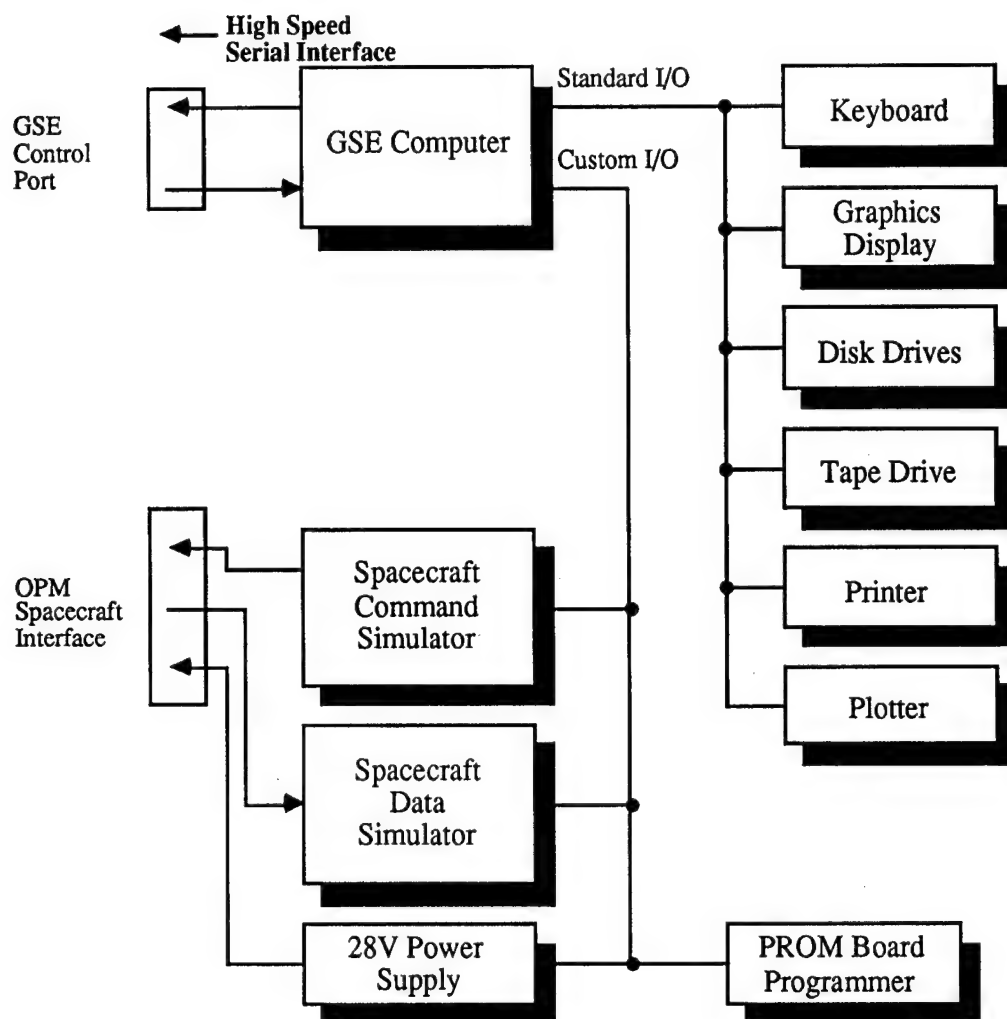 High Speed
Serial Interface
GSE
Control
Port
GSE Computer
Standard I/O
Custom I/O
Keyboard
Graphics
Display
Disk Drives
Tape Drive
Printer
Plotter
OPM
Spacecraft
Interface
Spacecraft
Command
Simulator
Spacecraft
Data
Simulator
28V Power
Supply
PROM Board
Programmer